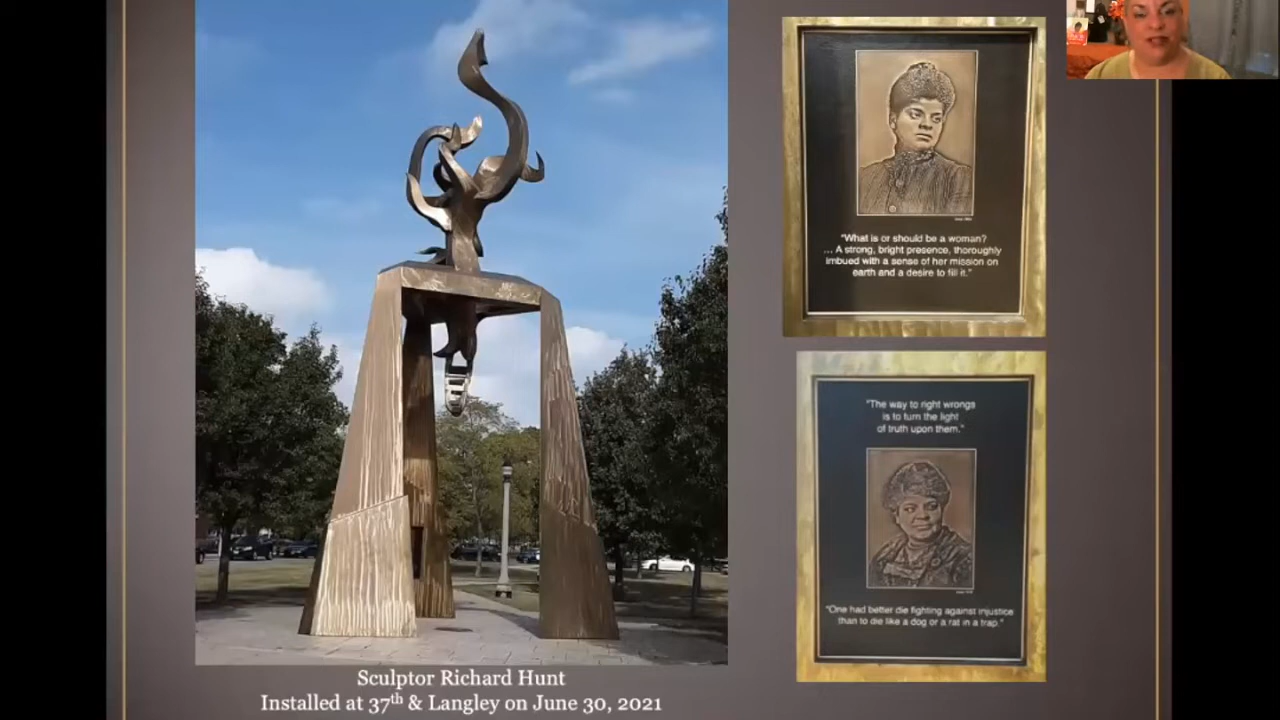 "What is or should be a woman?
... A strong, bright presence, thoroughly
imbued with a sense of her mission on
earth and a desire to fill it."
"The way to right wrongs
is to turn the light
of truth upon them."
"One had better die fighting against injustice
than to die like a dog or a rat in a trap."
Sculptor Richard Hunt
Installed at 37th & Langley on June 30, 2021